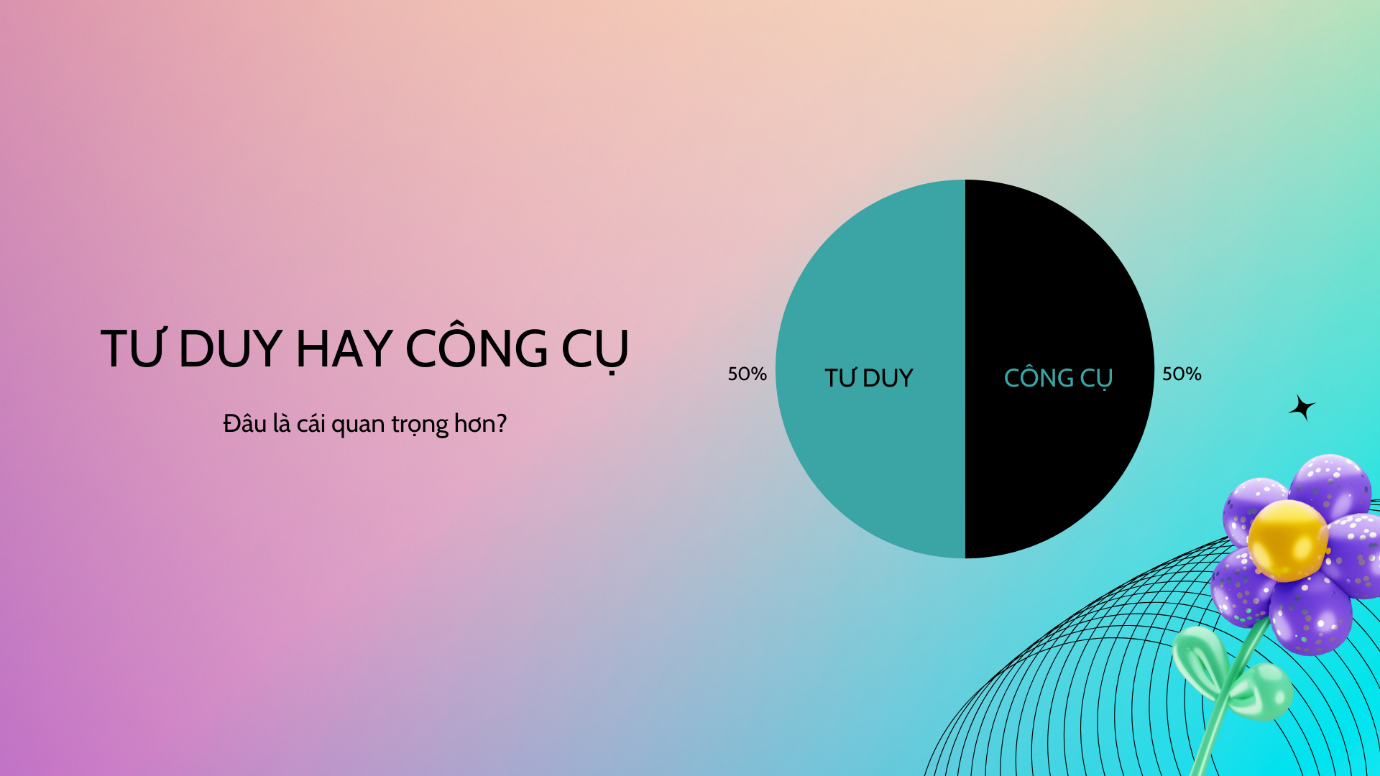 TƯ DUY HAY CÔNG CỤ
Đâu là cái quan trọng hơn?
50%
TƯ DUY
CÔNG CỤ
50%